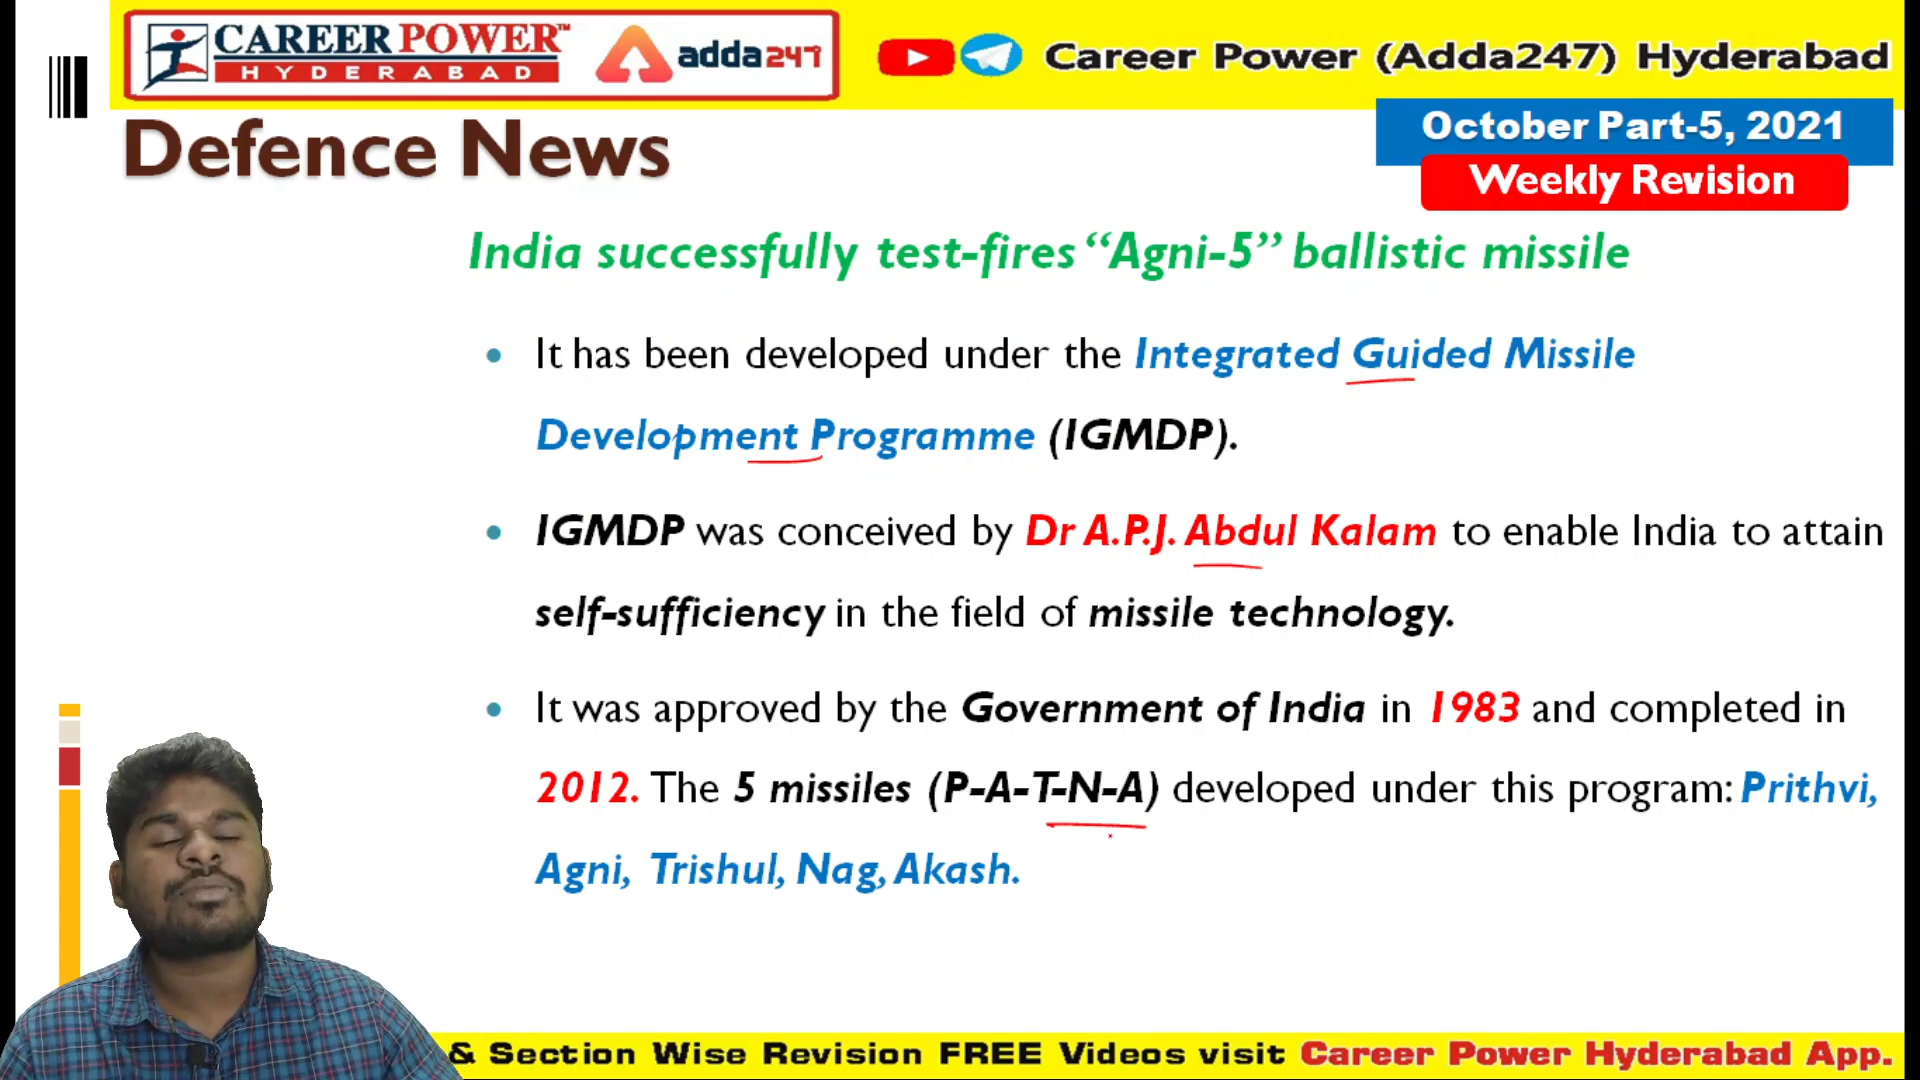 CAREER POWER™
HYDERABAD
adda247
Career Power (Adda247) Hyderabad
Defence News
October Part-5, 2021
Weekly Revision
India successfully test-fires “Agni-5” ballistic missile
• It has been developed under the Integrated Guided Missile
Development Programme (IGMDP).
• IGMDP was conceived by Dr A.P.J. Abdul Kalam to enable India to attain
self-sufficiency in the field of missile technology.
• It was approved by the Government of India in 1983 and completed in
2012. The 5 missiles (P-A-T-N-A) developed under this program: Prithvi,
Agni, Trishul, Nag, Akash.
& Section Wise Revision FREE Videos visit Career Power Hyderabad App.